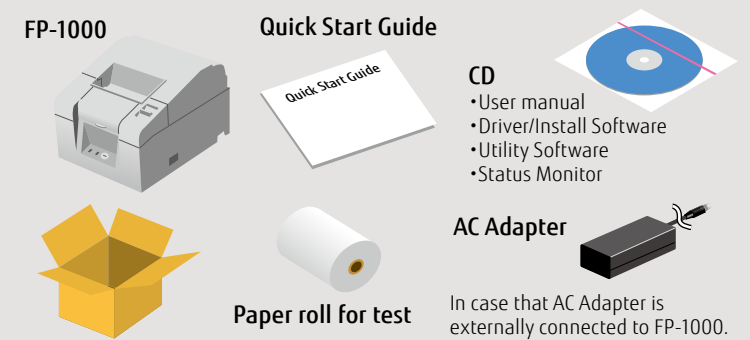 FP-1000
Quick Start Guide
Quick Start Guide
CD
•User manual
•Driver/Install Software
•Utility Software
•Status Monitor
AC Adapter
Paper roll for test
In case that AC Adapter is
externally connected to FP-1000.